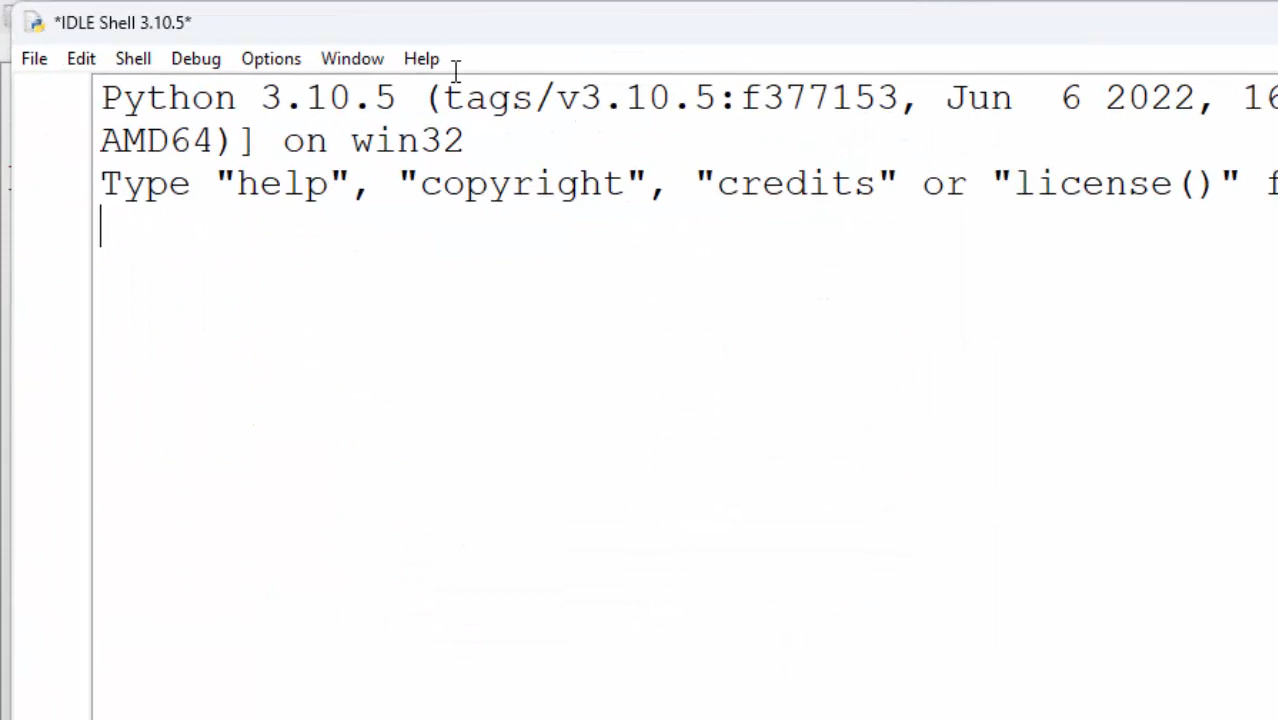 *IDLE Shell 3.10.5*
File Edit Shell Debug Options Window Help
Python 3.10.5 (tags/v3.10.5:f377153, Jun  6 2022, 16
AMD64)] on win32
Type "help", "copyright", "credits" or "license()" f